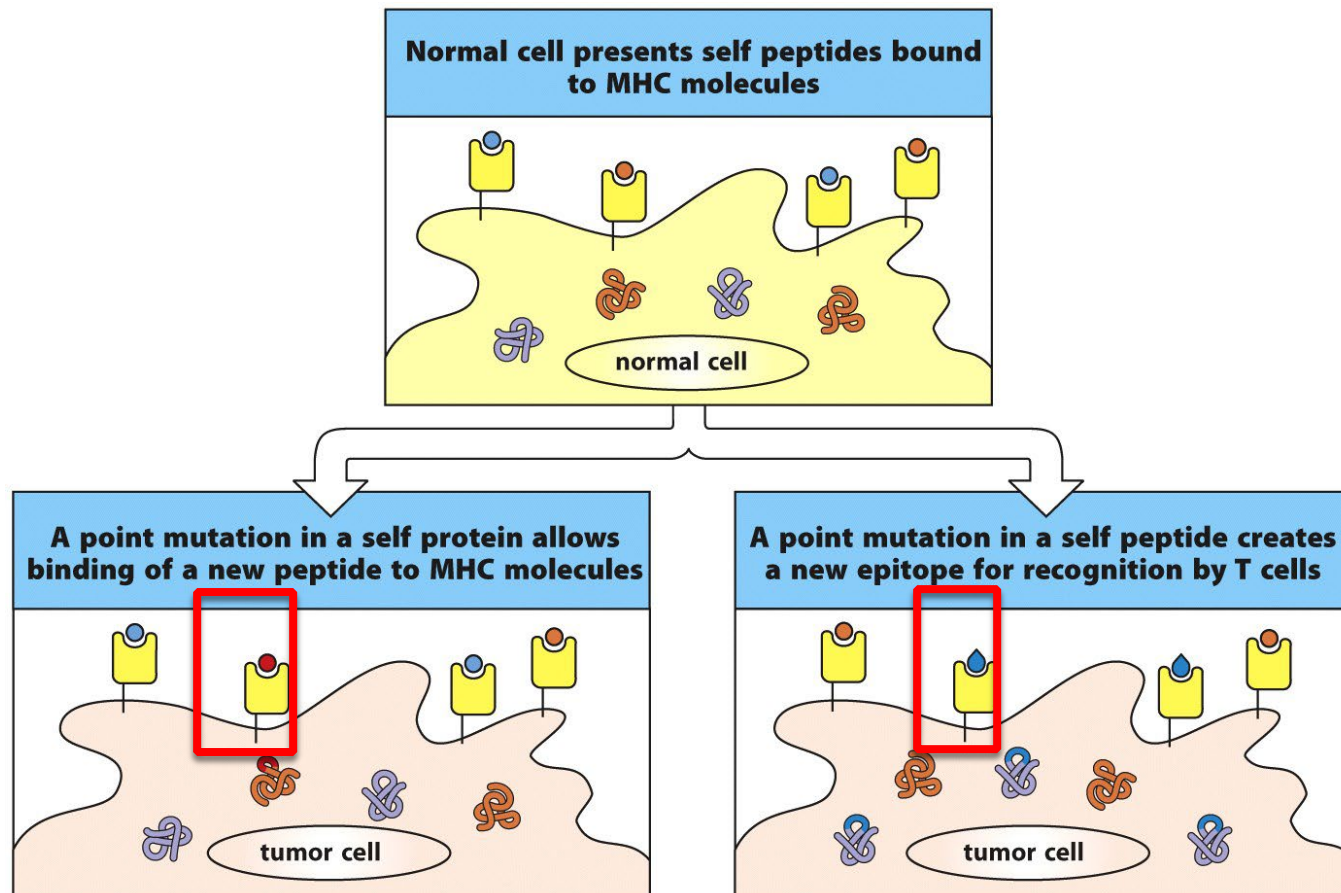 Normal cell presents self peptides bound
to MHC molecules
normal cell
A point mutation in a self protein allows
binding of a new peptide to MHC molecules
tumor cell
A point mutation in a self peptide creates
a new epitope for recognition by T cells
tumor cell